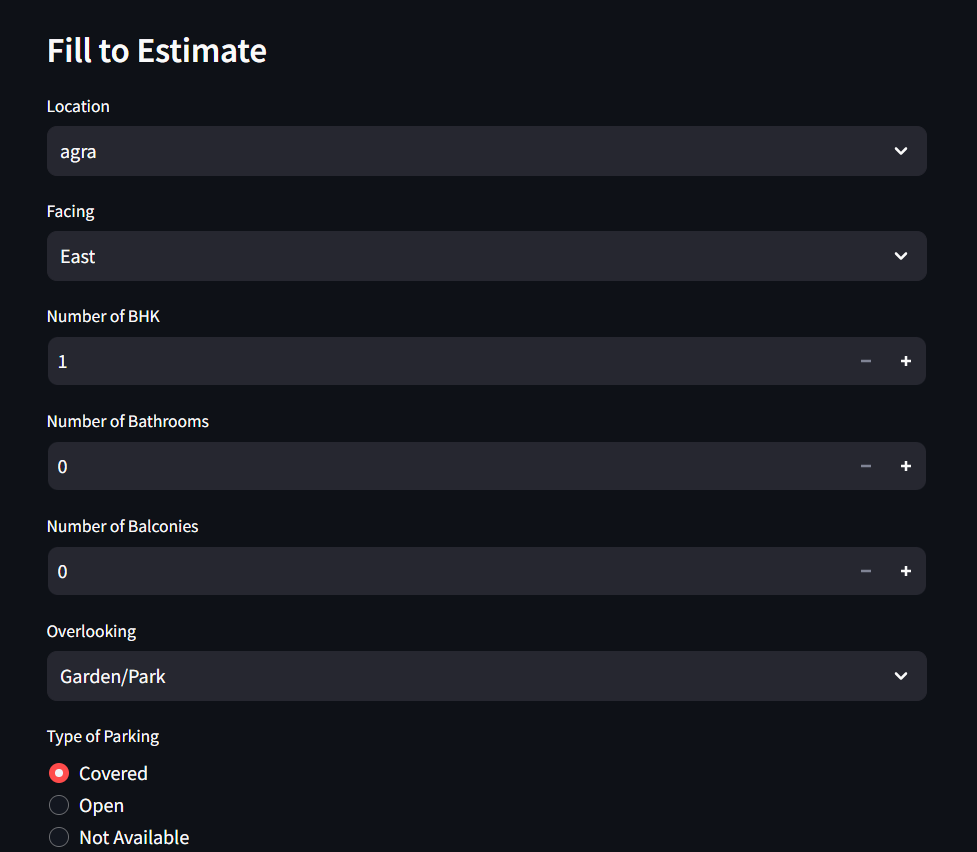 Fill to Estimate
Location
agra
Facing
East
Number of BHK
1
Number of Bathrooms
0
Number of Balconies
0
Overlooking
Garden/Park
Type of Parking
Covered
Open
Not Available